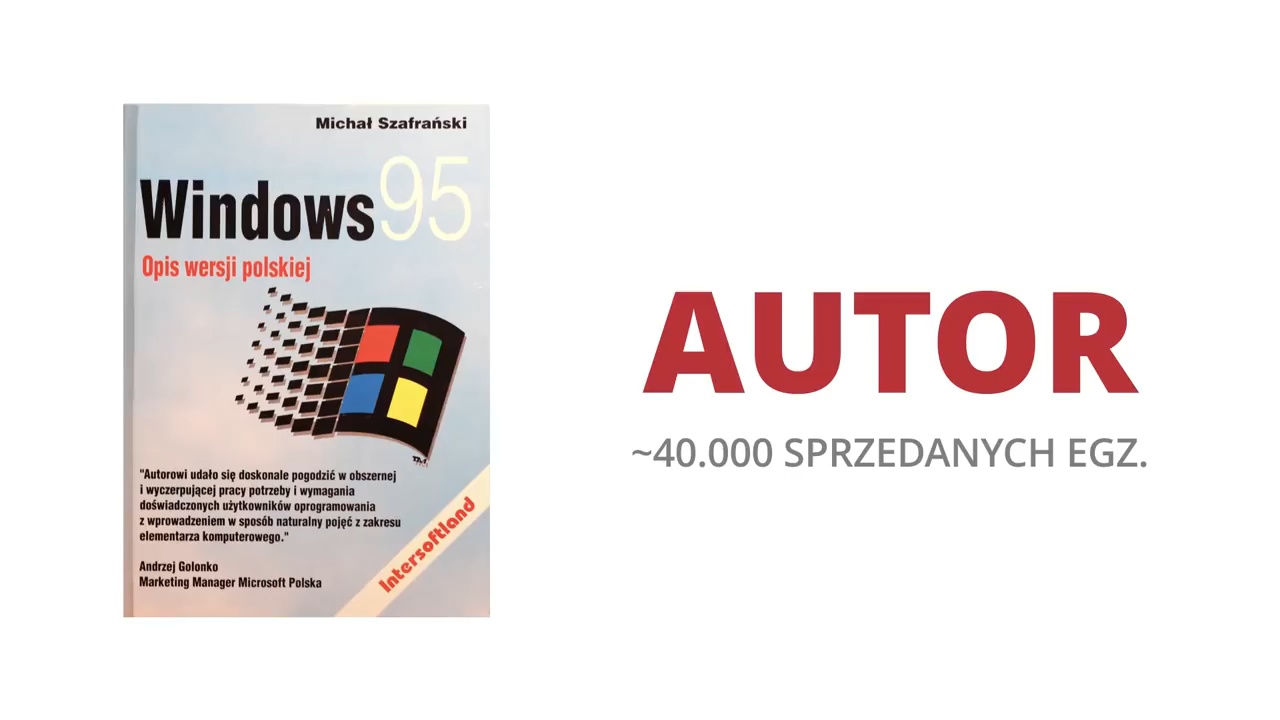 Michał Szafrański
Windows 95
Opis wersji polskiej
TM
"Autorowi udało się doskonale pogodzić w obszernej
i wyczerpującej pracy potrzeby i wymagania
doświadczonych użytkowników oprogramowania
z wprowadzeniem w sposób naturalny pojęć z zakresu
elementarza komputerowego."
Andrzej Golonko
Marketing Manager Microsoft Polska
Intersoftland
AUTOR
~40.000 SPRZEDANYCH EGZ.